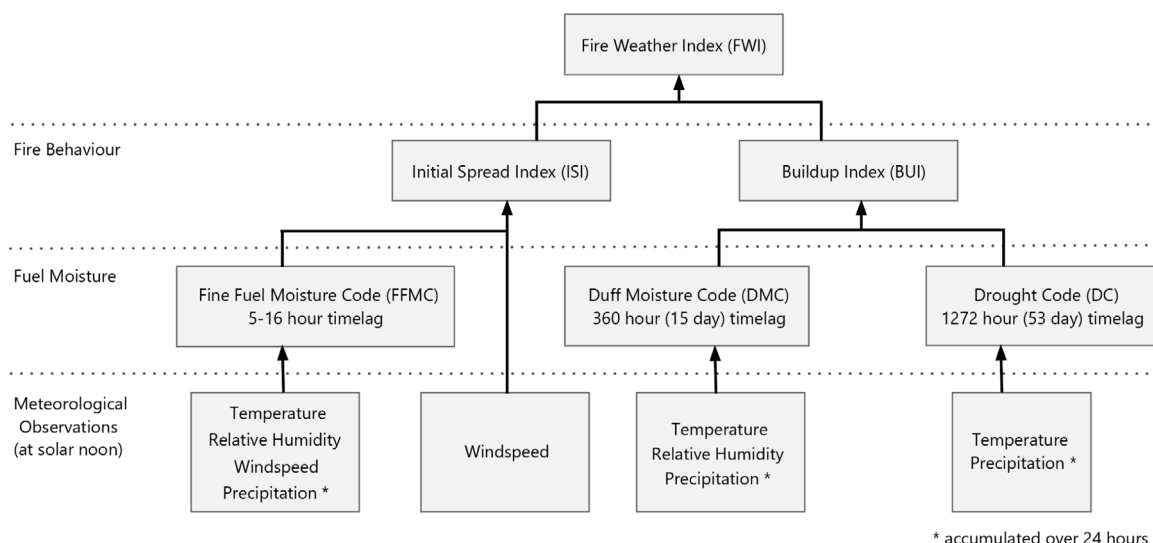 Fire Weather Index (FWI)
Fire Behaviour
Initial Spread Index (ISI)
Buildup Index (BUI)
Fuel Moisture
Fine Fuel Moisture Code (FFMC)
5-16 hour timelag
Duff Moisture Code (DMC)
360 hour (15 day) timelag
Drought Code (DC)
1272 hour (53 day) timelag
Meteorological
Observations
(at solar noon)
Temperature
Relative Humidity
Windspeed
Precipitation *
Windspeed
Temperature
Relative Humidity
Precipitation *
Temperature
Precipitation *
* accumulated over 24 hours